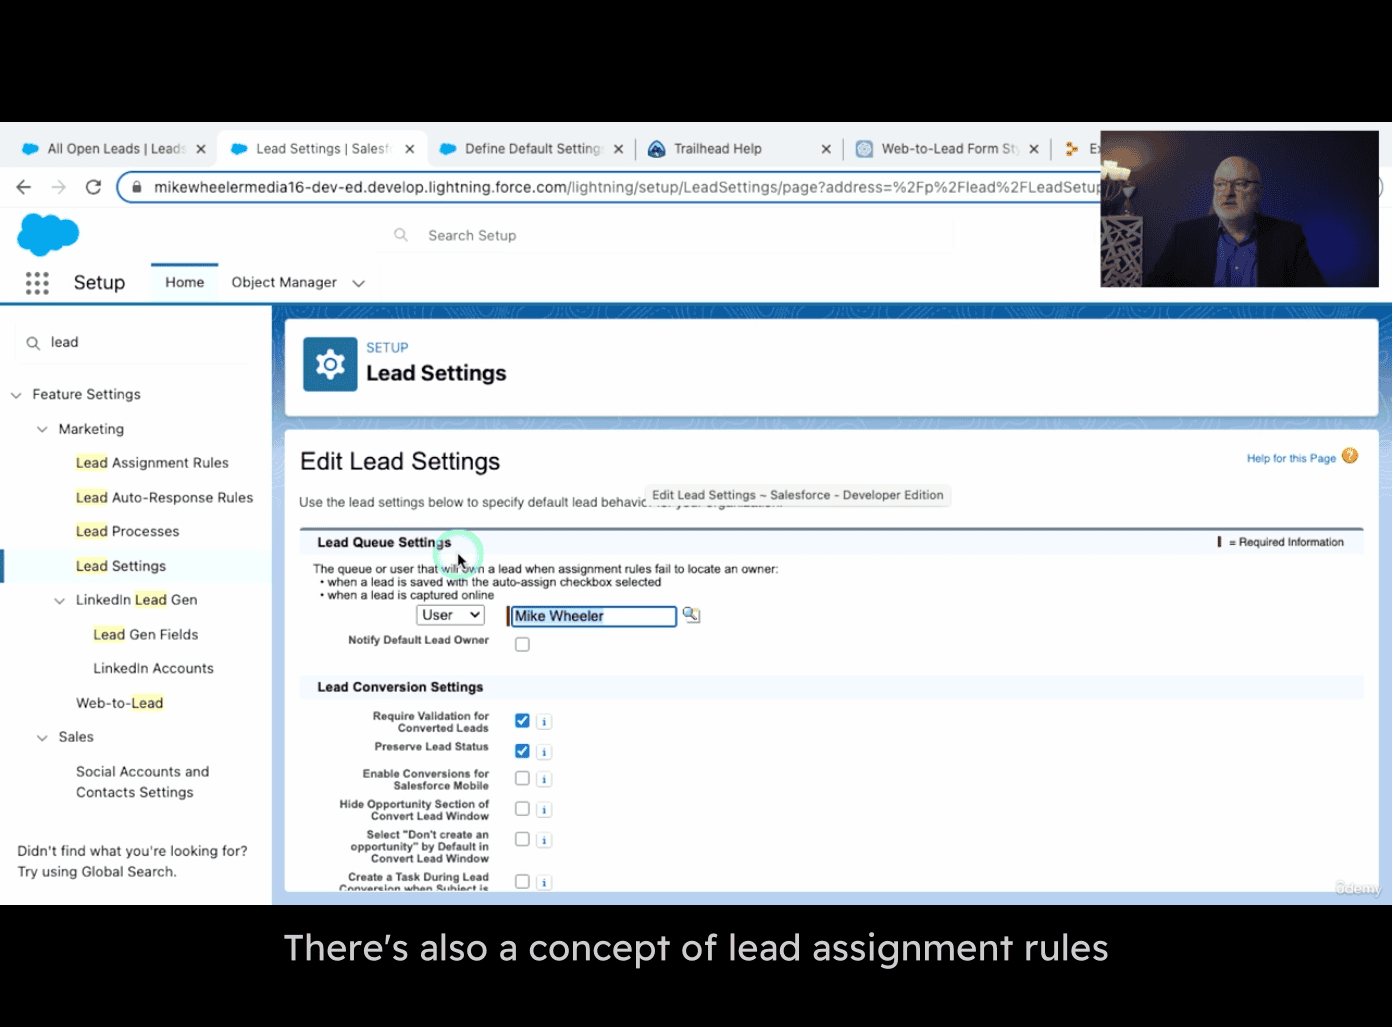 All Open Leads | Leads
Lead Settings | Salesf
Define Default Setting
Trailhead Help
Web-to-Lead Form St
Ex
mikewheelermedia16-dev-ed.develop.lightning.force.com/lightning/setup/LeadSettings/page?address=%2Fp%2Flead%2FLeadSetup
Search Setup
Setup
Home
Object Manager
lead
Feature Settings
Marketing
Lead Assignment Rules
Lead Auto-Response Rules
Lead Processes
Lead Settings
LinkedIn Lead Gen
Lead Gen Fields
LinkedIn Accounts
Web-to-Lead
Sales
Social Accounts and
Contacts Settings
Didn't find what you're looking for?
Try using Global Search.
SETUP
Lead Settings
Edit Lead Settings
Help for this Page
Use the lead settings below to specify default lead behavior for your organization.
Edit Lead Settings ~ Salesforce - Developer Edition
Lead Queue Settings
= Required Information
The queue or user that will own a lead when assignment rules fail to locate an owner:
• when a lead is saved with the auto-assign checkbox selected
• when a lead is captured online
User
Mike Wheeler
Notify Default Lead Owner
Lead Conversion Settings
Require Validation for
Converted Leads
Preserve Lead Status
Enable Conversions for
Salesforce Mobile
Hide Opportunity Section of
Convert Lead Window
Select "Don't create an
opportunity" by Default in
Convert Lead Window
Create a Task During Lead
Conversion when Subject is
udemy
There's also a concept of lead assignment rules